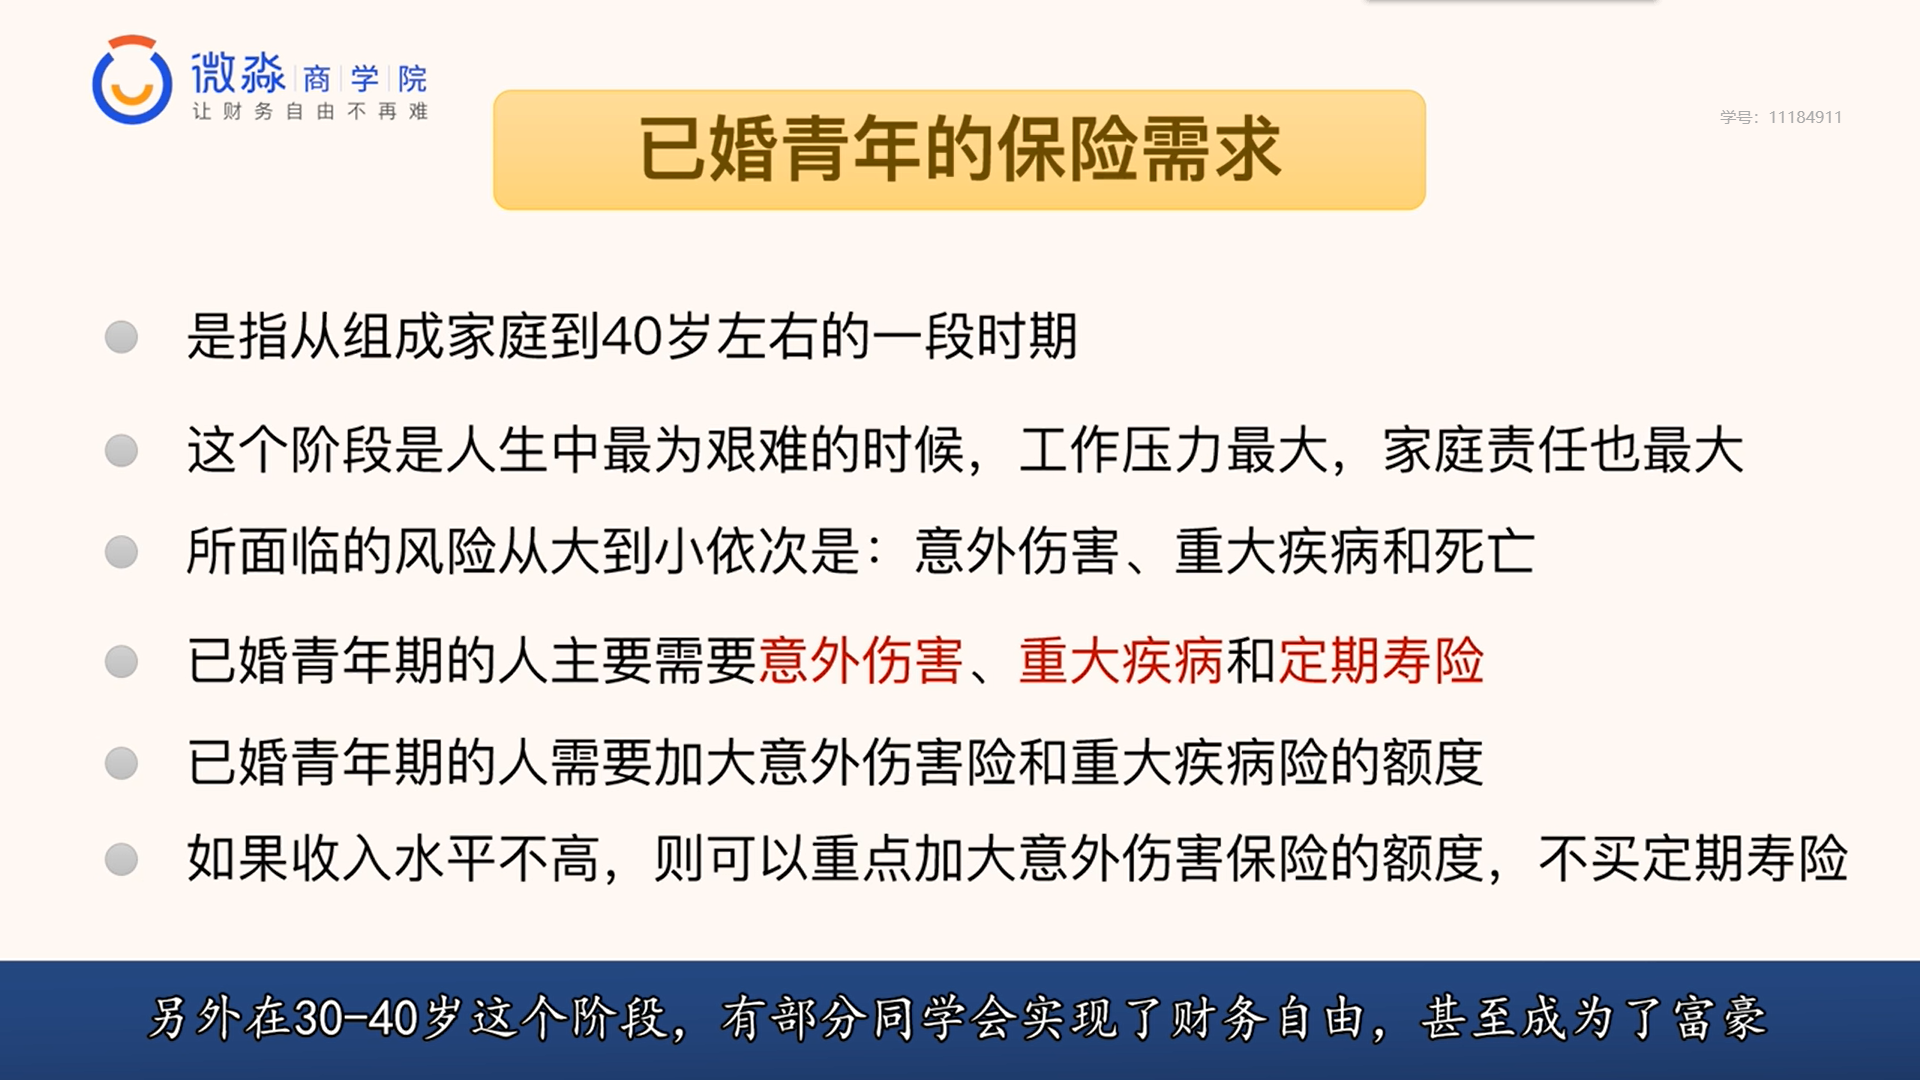 微淼商学院
让财务自由不再难
已婚青年的保险需求
学号：11184911
是指从组成家庭到40岁左右的一段时期
这个阶段是人生中最为艰难的时候，工作压力最大，家庭责任也最大
所面临的风险从大到小依次是：意外伤害、重大疾病和死亡
已婚青年期的人主要需要意外伤害、重大疾病和定期寿险
已婚青年期的人需要加大意外伤害险和重大疾病险的额度
如果收入水平不高，则可以重点加大意外伤害保险的额度，不买定期寿险
另外在30-40岁这个阶段，有部分同学会实现了财务自由，甚至成为了富豪